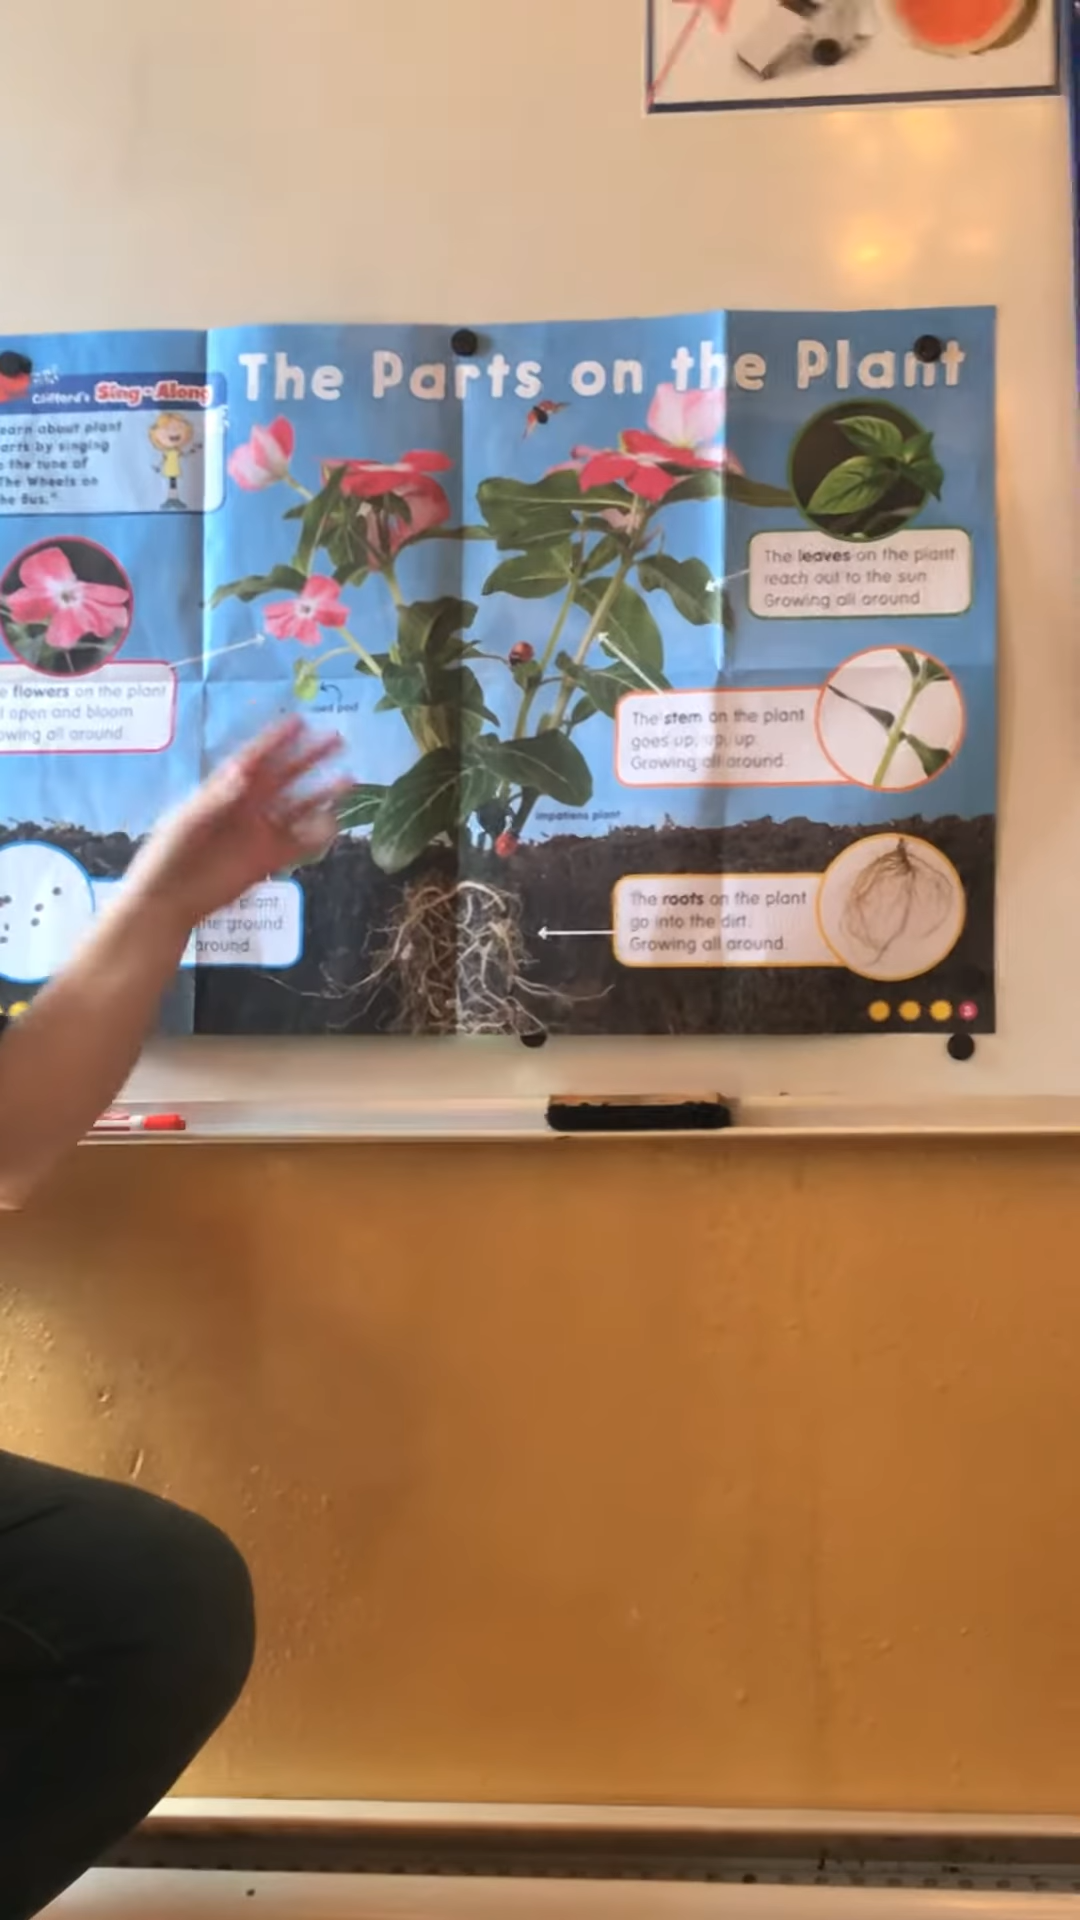 The Parts on the Plant
Clifford's Sing-Along
earn about plant
arts by singing
the tune of
The Wheels on
he Bus."
The leaves on the plant
reach out to the sun
Growing all around
e flowers on the plant
l open and bloom
owing all around.
pod
The stem on the plant
goes up, up, up.
Growing all around.
impatiens plant
plant
the ground
around.
The roots on the plant
go into the dirt.
Growing all around.